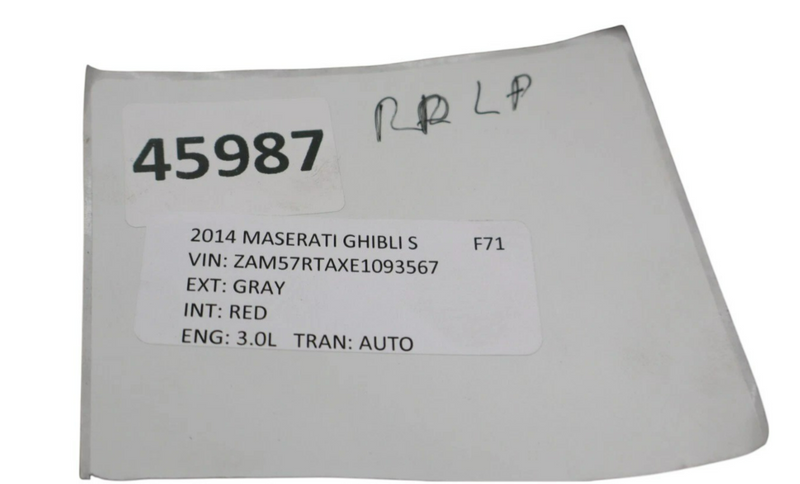 RR LP
45987
2014 MASERATI GHIBLI S F71
VIN: ZAM57RTAXE1093567
EXT: GRAY
INT: RED
ENG: 3.0L TRAN: AUTO